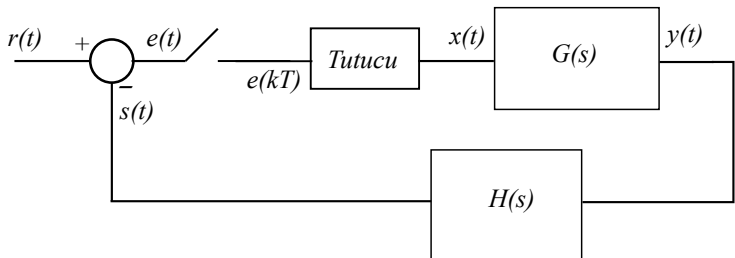 r(t)
+
e(t)
e(kT)
Tutucu
x(t)
G(s)
y(t)
−
s(t)
H(s)